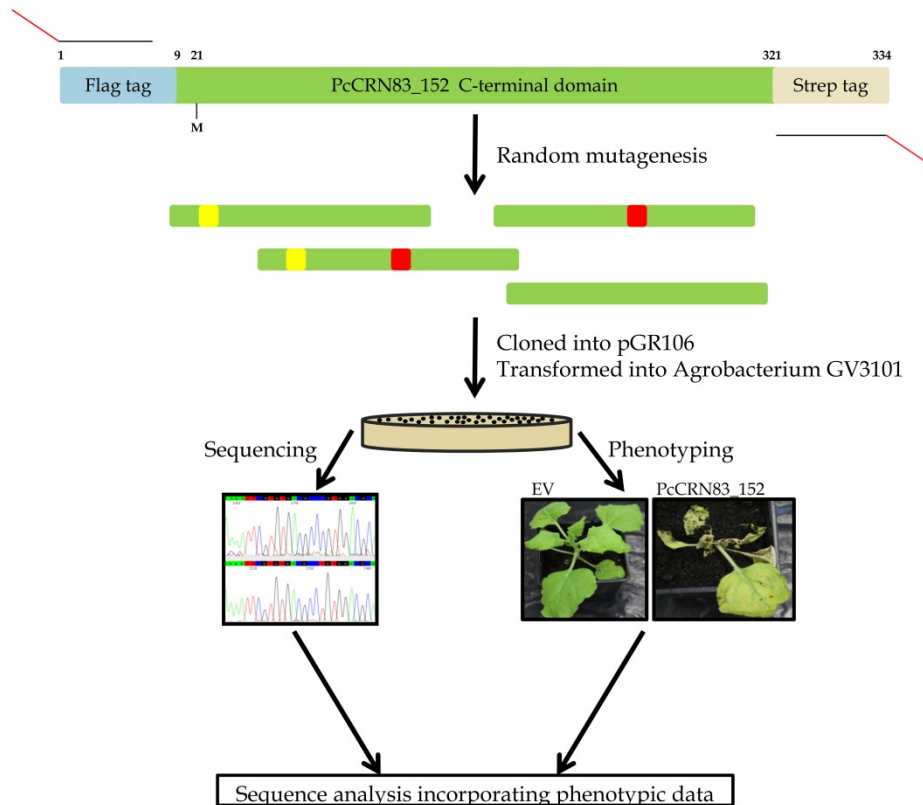 1 9 21 321 334
Flag tag PcCRN83_152 C-terminal domain Strep tag
M
Random mutagenesis
Cloned into pGR106
Transformed into Agrobacterium GV3101
Sequencing Phenotyping
EV PcCRN83_152
Sequence analysis incorporating phenotypic data